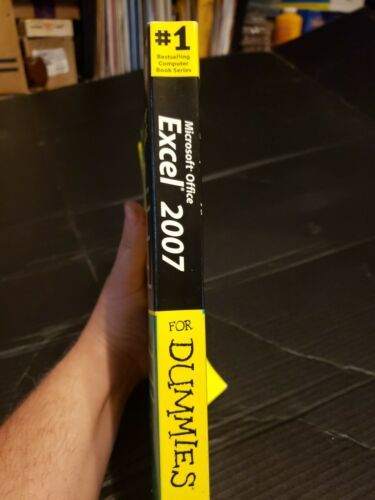 #1
Bestselling
Computer
Book Series
Microsoft® Office
Excel® 2007
FOR
DUMMIES®